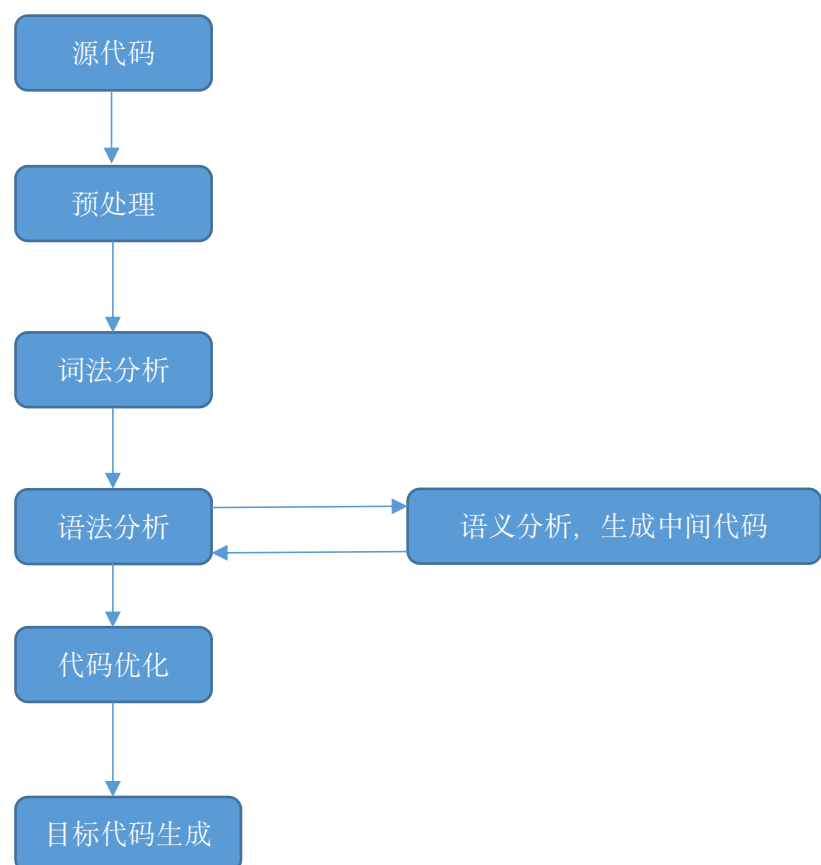 源代码
预处理
词法分析
语法分析
语义分析，生成中间代码
代码优化
目标代码生成